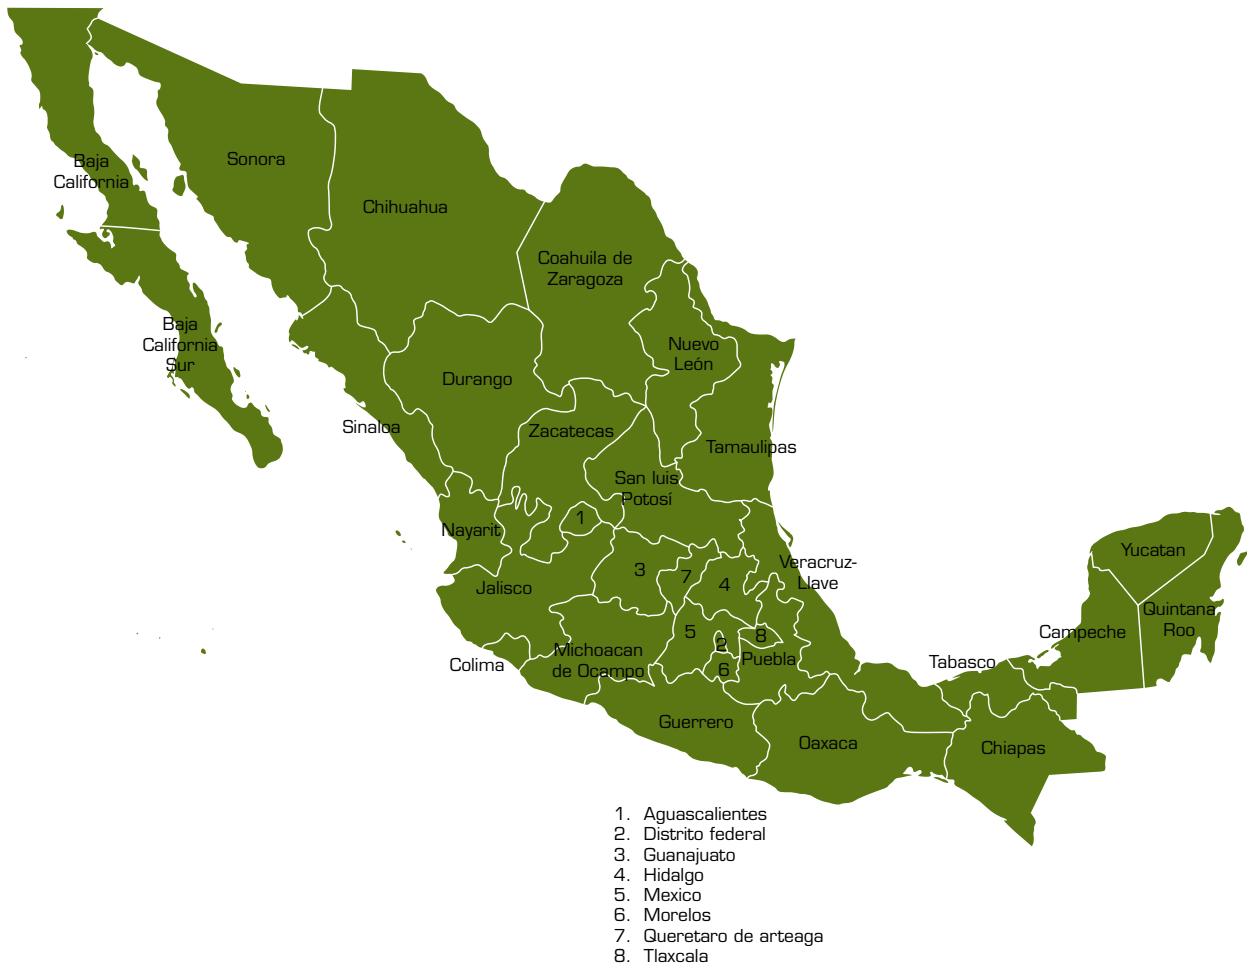 Baja
California
Sonora
Chihuahua
Coahuila de
Zaragoza
Baja
California
Sur
Nuevo
León
Durango
Sinaloa
Zacatecas
Tamaulipas
San luis
Potosí
1
Nayarit
Yucatan
Veracruz-
Llave
3
7
4
Jalisco
Quintana
Roo
Campeche
5
2
8
Michoacan
de Ocampo
Colima
Puebla
6
Tabasco
Guerrero
Oaxaca
Chiapas
1. Aguascalientes
2. Distrito federal
3. Guanajuato
4. Hidalgo
5. Mexico
6. Morelos
7. Queretaro de arteaga
8. Tlaxcala